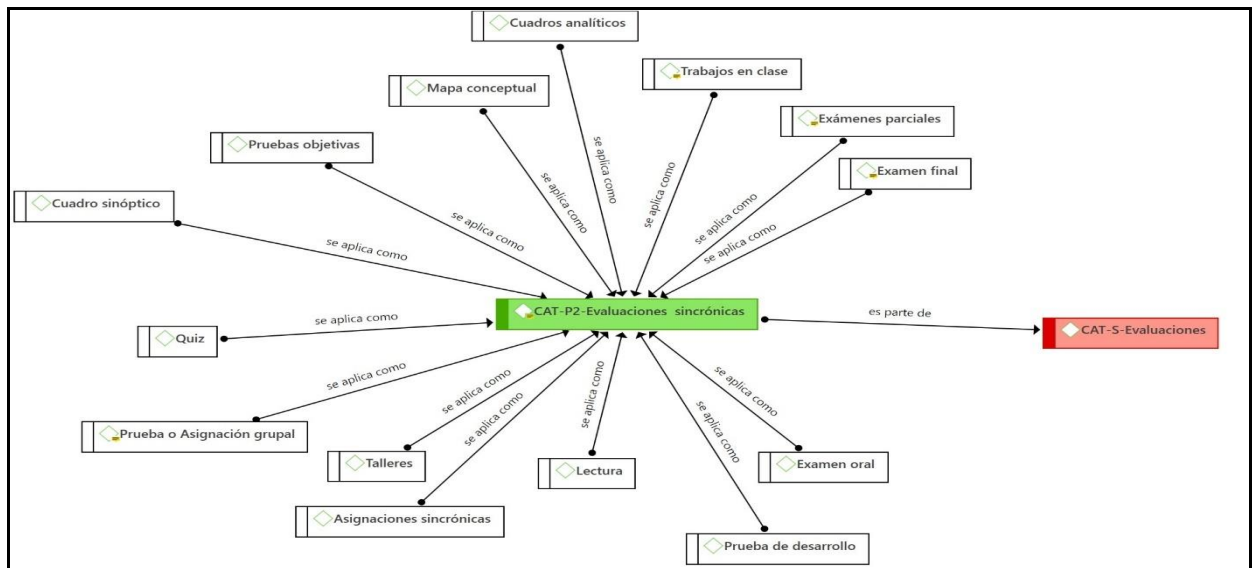 Cuadros analíticos
Trabajos en clase
Mapa conceptual
Exámenes parciales
Pruebas objetivas
Examen final
Cuadro sinóptico
se aplica como
se aplica como
se aplica como
se aplica como
se aplica como
se aplica como
se aplica como
CAT-P2-Evaluaciones sincrónicas
es parte de
CAT-S-Evaluaciones
se aplica como
Quiz
se aplica como
se aplica como
se aplica como
se aplica como
se aplica como
se aplica como
Prueba o Asignación grupal
Talleres
Lectura
Examen oral
Asignaciones sincrónicas
Prueba de desarrollo